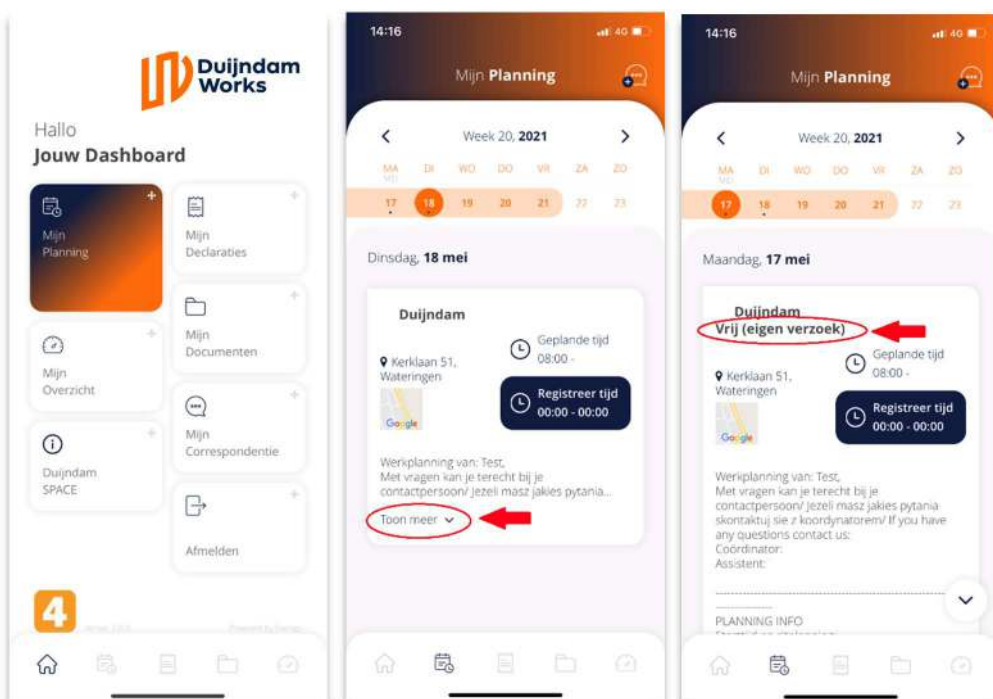 Duijndam
Works
Hallo
Jouw Dashboard
Mijn
Planning
Mijn
Declaraties
Mijn
Documenten
Mijn
Overzicht
Mijn
Correspondentie
Duijndam
SPACE
Afmelden
4
14:16
4G
Mijn Planning
Week 20, 2021
MA DI WO DO VR ZA ZO
MEI
17 18 19 20 21 22 23
Dinsdag, 18 mei
Duijndam
Kerklaan 51,
Wateringen
Geplande tijd
08:00 -
Registreer tijd
00:00 - 00:00
Google
Werkplanning van: Test,
Met vragen kan je terecht bij je
contactpersoon/ Jezeli masz jakies pytania...
Toon meer
14:16
4G
Mijn Planning
Week 20, 2021
MA DI WO DO VR ZA ZO
MEI
17 18 19 20 21 22 23
Maandag, 17 mei
Duijndam
Vrij (eigen verzoek)
Kerklaan 51,
Wateringen
Geplande tijd
08:00 -
Registreer tijd
00:00 - 00:00
Google
Werkplanning van: Test,
Met vragen kan je terecht bij je
contactpersoon/ Jezeli masz jakies pytania
skontaktuj sie z koordynatorem/ If you have
any questions contact us:
Coördinator:
Assistent:
PLANNING INFO